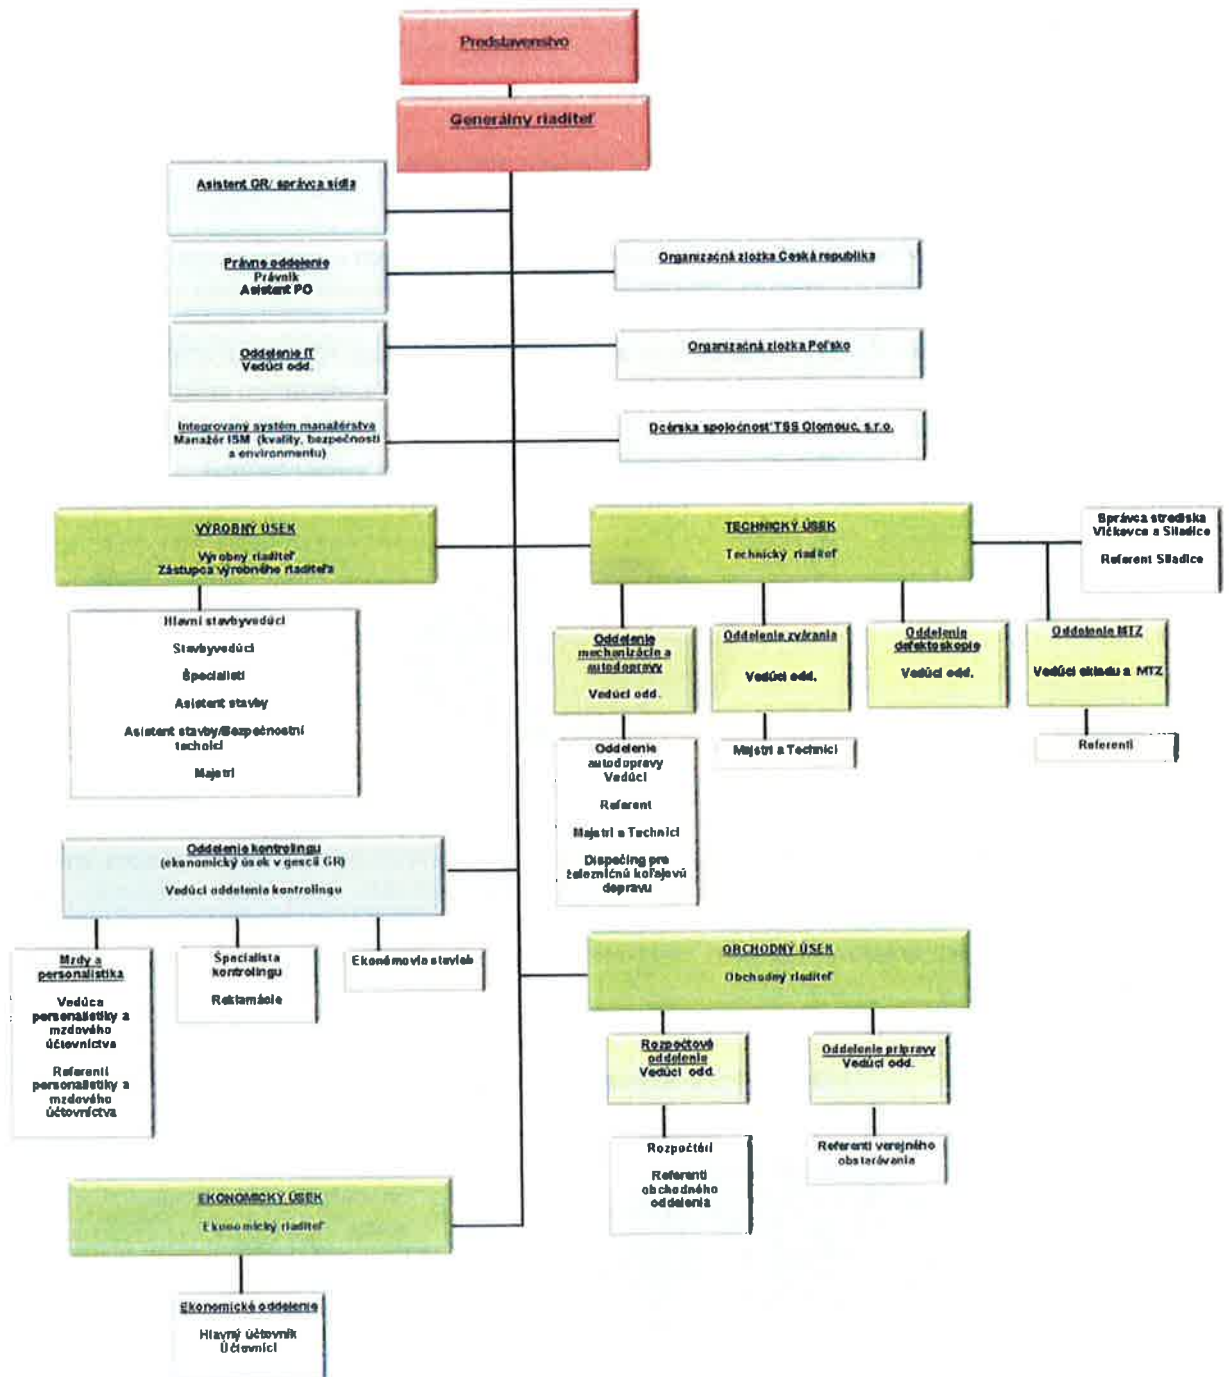 Predstavenstvo
Generálny riaditeľ
Asistent GR/ správca sídla
Právne oddelenie
Právnik
Asistent PO
Organizačná zložka Česká republika
Oddelenie IT
Vedúci odd.
Organizačná zložka Poľsko
Integrovaný systém manažérstva
Manažér ISM (kvality, bezpečnosti
a environmentu)
Dcérska spoločnosť TSS Olomouc, s.r.o.
VÝROBNÝ ÚSEK
Výrobný riaditeľ
Zástupca výrobného riaditeľa
TECHNICKÝ ÚSEK
Technický riaditeľ
Správca strediska
Vlčkovce a Siladice
Referent Siladice
Hlavní stavbyvedúci
Stavbyvedúci
Špecialisti
Asistent stavby
Asistent stavby/Bezpečnostní
technici
Majstri
Oddelenie
mechanizácie a
autodopravy
Vedúci odd.
Oddelenie zvárania
Vedúci odd.
Oddelenie
defektoskopie
Vedúci odd.
Oddelenie MTZ
Vedúci skladu a MTZ
Oddelenie
autodopravy
Vedúci
Referent
Majstri a Technici
Dispečing pre
železničnú koľajovú
dopravu
Majstri a Technici
Referenti
Oddelenie kontrolingu
(ekonomický úsek v gescii GR)
Vedúci oddelenia kontrolingu
Mzdy a
personalistika
Vedúca
personalistiky a
mzdového
účtovníctva
Referenti
personalistiky a
mzdového
účtovníctva
Špecialista
kontrolingu
Reklamácie
Ekonómovia stavieb
OBCHODNÝ ÚSEK
Obchodný riaditeľ
Rozpočtové
oddelenie
Vedúci odd.
Oddelenie prípravy
Vedúci odd.
Rozpočtári
Referenti
obchodného
oddelenia
Referenti verejného
obstarávania
EKONOMICKÝ ÚSEK
Ekonomický riaditeľ
Ekonomické oddelenie
Hlavný účtovník
Účtovníci